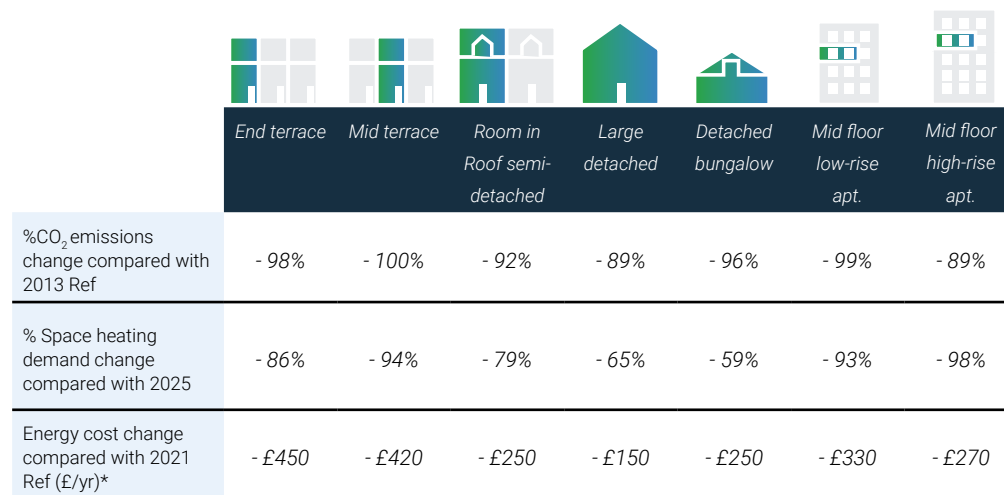 End terrace
Mid terrace
Room in
Roof semi-
detached
Large
detached
Detached
bungalow
Mid floor
low-rise
apt.
Mid floor
high-rise
apt.
%CO₂ emissions
change compared with
2013 Ref
- 98%
- 100%
- 92%
- 89%
- 96%
- 99%
- 89%
% Space heating
demand change
compared with 2025
- 86%
- 94%
- 79%
- 65%
- 59%
- 93%
- 98%
Energy cost change
compared with 2021
Ref (£/yr)*
- £450
- £420
- £250
- £150
- £250
- £330
- £270